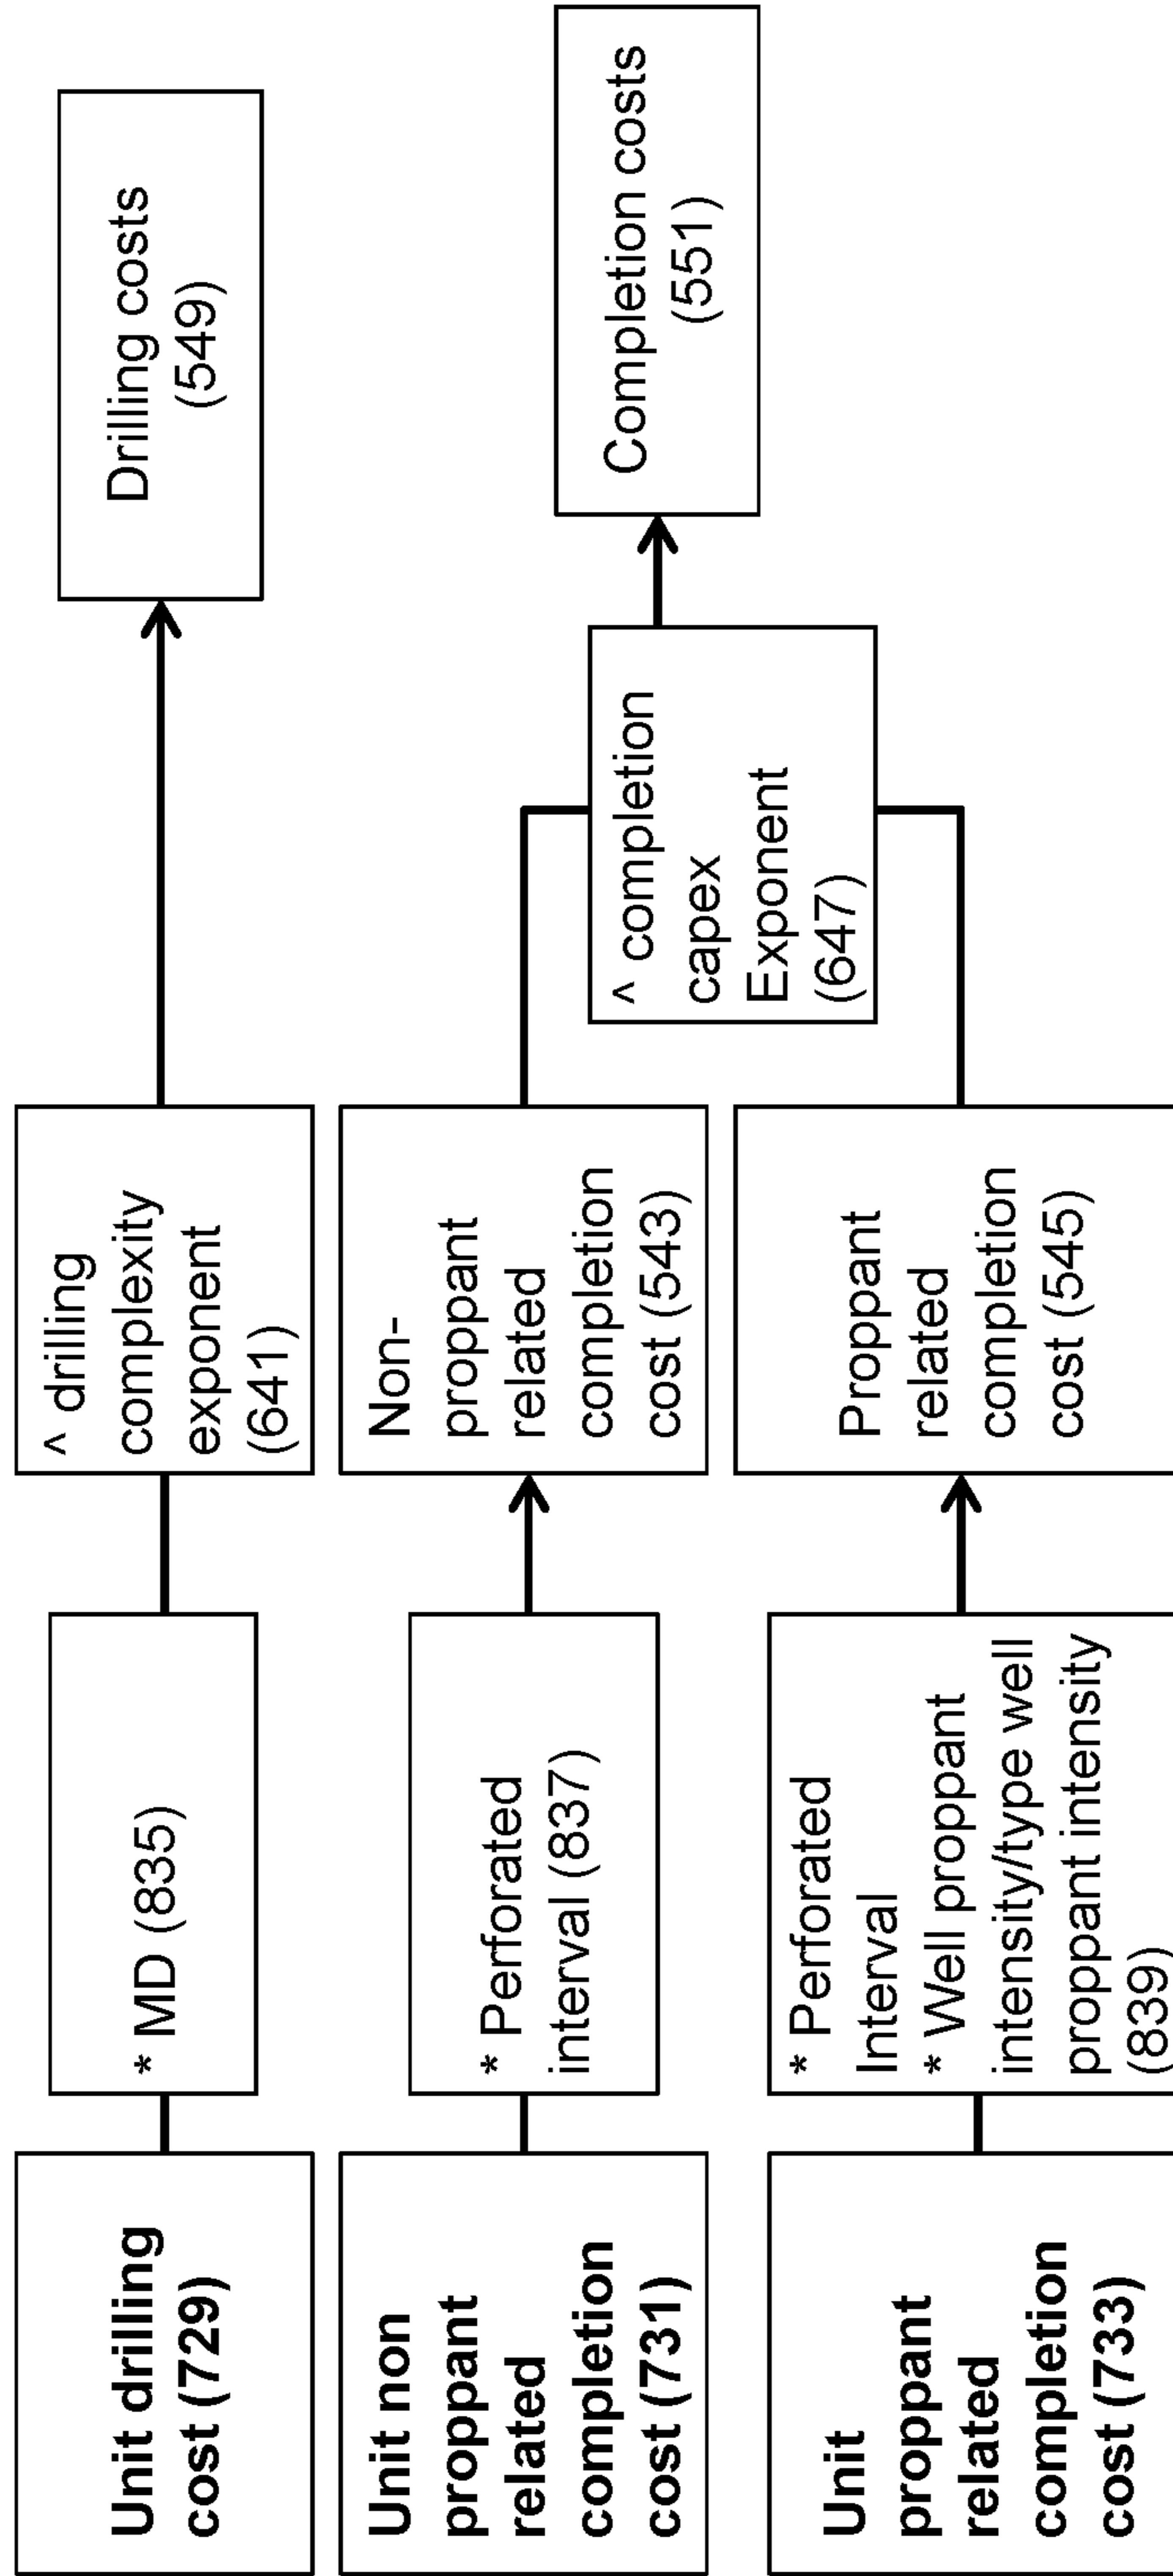 Unit drilling
cost (729)
* MD (835)
^ drilling
complexity
exponent
(641)
Drilling costs
(549)
Unit non
proppant
related
completion
cost (731)
* Perforated
interval (837)
Non-
proppant
related
completion
cost (543)
^ completion
capex
Exponent
(647)
Completion costs
(551)
Unit
proppant
related
completion
cost (733)
* Perforated
Interval
* Well proppant
intensity/type well
proppant intensity
(839)
Proppant
related
completion
cost (545)